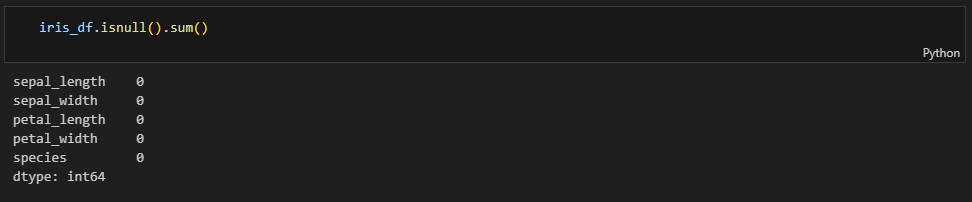 iris_df.isnull().sum()
Python
sepal_length 0
sepal_width 0
petal_length 0
petal_width 0
species 0
dtype: int64